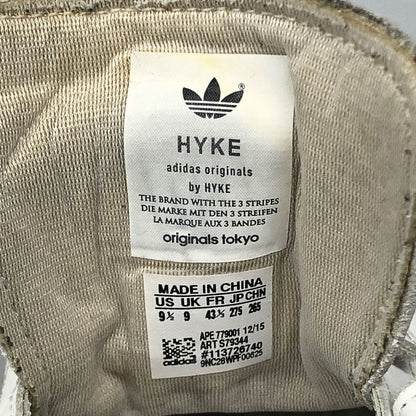 HYKE
adidas originals
by HYKE
THE BRAND WITH THE 3 STRIPES
DIE MARKE MIT DEN 3 STREIFEN
LA MARQUE AUX 3 BANDES
originals tokyo
MADE IN CHINA
US UK FR JP CHN
9½ 9 43⅓ 275 265
APE 779001 12/15
ART S79344
#113726740
9NC28WPF00625
adidas